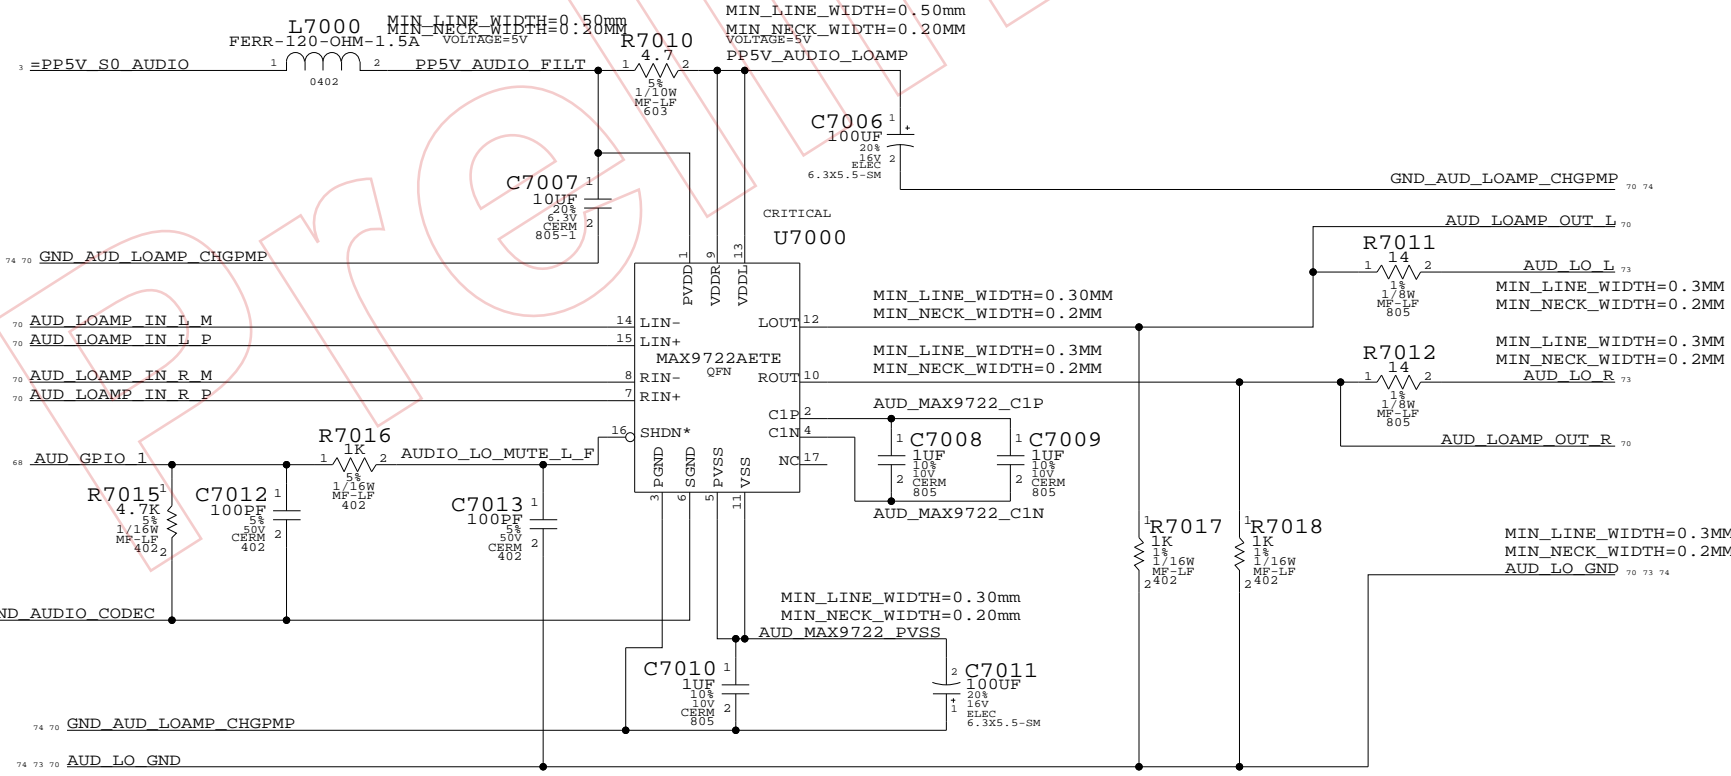 L7000
FERR-120-OHM-1.5A
0402
MIN_LINE_WIDTH=0.50mm
MIN_NECK_WIDTH=0.20MM
VOLTAGE=5V
R7010
4.7
5%
1/10W
MF-LF
603
MIN_LINE_WIDTH=0.50mm
MIN_NECK_WIDTH=0.20MM
VOLTAGE=5V
PP5V_AUDIO_LOAMP
3 =PP5V_S0_AUDIO 1 2 PP5V_AUDIO_FILT 1 2
C7006 1
100UF +
20%
16V 2
ELEC
6.3X5.5-SM
GND_AUD_LOAMP_CHGPMP 70 74
C7007 1
10UF
20%
6.3V 2
CERM
805-1
CRITICAL
U7000
74 70 GND_AUD_LOAMP_CHGPMP
1 9 13
PVDD VDDR VDDL
AUD_LOAMP_OUT_L 70
R7011
14
1 2
1%
1/8W
MF-LF
805
AUD_LO_L 73
MIN_LINE_WIDTH=0.3MM
MIN_NECK_WIDTH=0.2MM
MIN_LINE_WIDTH=0.30MM
MIN_NECK_WIDTH=0.2MM
70 AUD_LOAMP_IN_L_M 14 LIN-
70 AUD_LOAMP_IN_L_P 15 LIN+
LOUT 12
MAX9722AETE
QFN
MIN_LINE_WIDTH=0.3MM
MIN_NECK_WIDTH=0.2MM
MIN_LINE_WIDTH=0.3MM
MIN_NECK_WIDTH=0.2MM
R7012
14
1 2
1%
1/8W
MF-LF
805
AUD_LO_R 73
70 AUD_LOAMP_IN_R_M 8 RIN-
70 AUD_LOAMP_IN_R_P 7 RIN+
ROUT 10
AUD_MAX9722_C1P
C1P 2
C1N 4
NC 17
AUD_LOAMP_OUT_R 70
16 SHDN*
1 C7008
1UF
10%
10V
2 CERM
805
1 C7009
1UF
10%
10V
2 CERM
805
AUD_MAX9722_C1N
68 AUD_GPIO_1
R7016
1K
1 2
5%
1/16W
MF-LF
402
AUDIO_LO_MUTE_L_F
R7015 1
4.7K
5%
1/16W
MF-LF
402 2
C7012 1
100PF
5%
50V 2
CERM
402
C7013 1
100PF
5%
50V
CERM 2
402
PGND SGND PVSS VSS
3 6 5 11
1 R7017
1K
1%
1/16W
MF-LF
2 402
1 R7018
1K
1%
1/16W
MF-LF
2 402
MIN_LINE_WIDTH=0.3MM
MIN_NECK_WIDTH=0.2MM
AUD_LO_GND 70 73 74
ND_AUDIO_CODEC
MIN_LINE_WIDTH=0.30mm
MIN_NECK_WIDTH=0.20mm
AUD_MAX9722_PVSS
C7010 1
1UF
10%
10V 2
CERM
805
2 C7011
100UF
20%
+ 16V
1 ELEC
6.3X5.5-SM
74 70 GND_AUD_LOAMP_CHGPMP
74 73 70 AUD_LO_GND